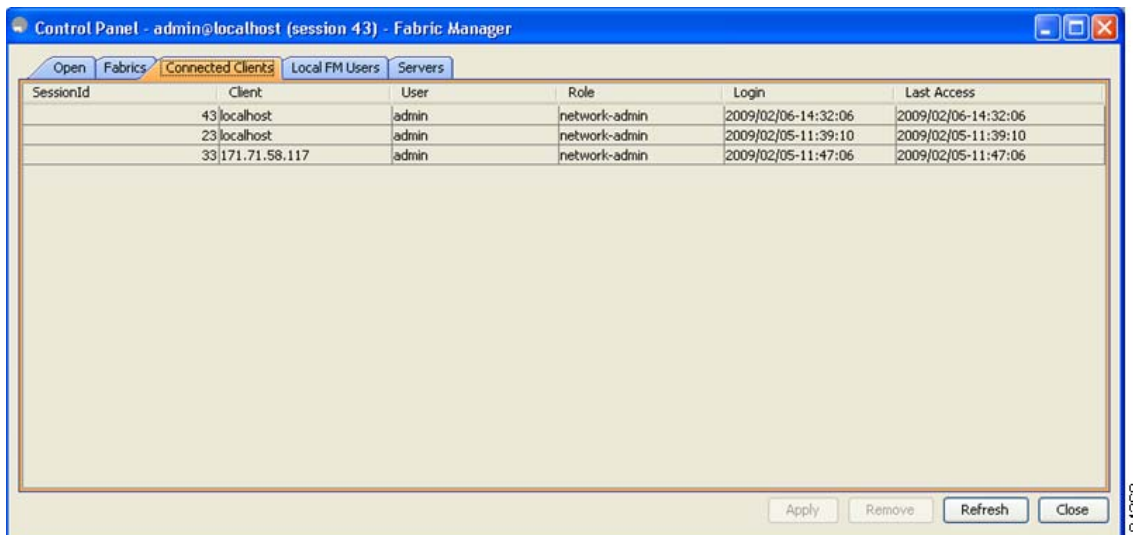 Control Panel - admin@localhost (session 43) - Fabric Manager
Open Fabrics Connected Clients Local FM Users Servers
SessionId Client User Role Login Last Access
43 localhost admin network-admin 2009/02/06-14:32:06 2009/02/06-14:32:06
23 localhost admin network-admin 2009/02/05-11:39:10 2009/02/05-11:39:10
33 171.71.58.117 admin network-admin 2009/02/05-11:47:06 2009/02/05-11:47:06
Apply Remove Refresh Close